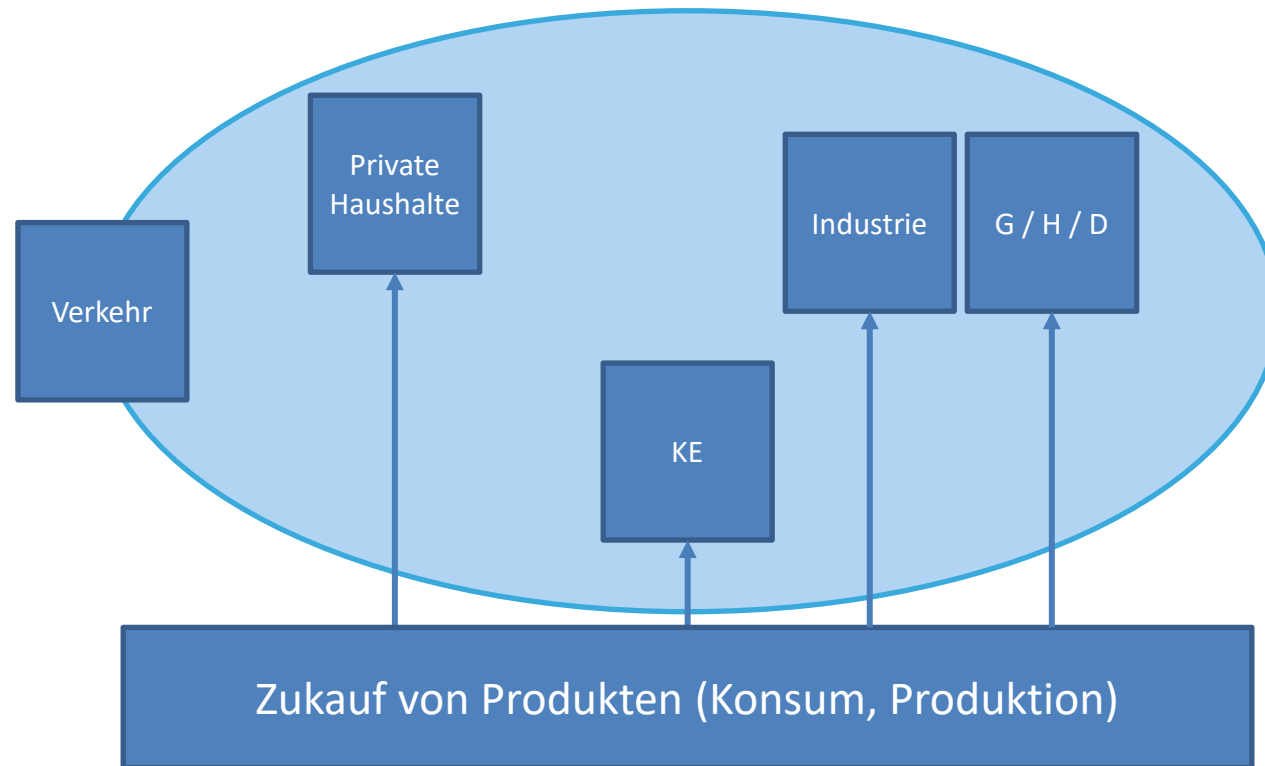 Private
Haushalte
Industrie
G / H / D
Verkehr
KE
Zukauf von Produkten (Konsum, Produktion)